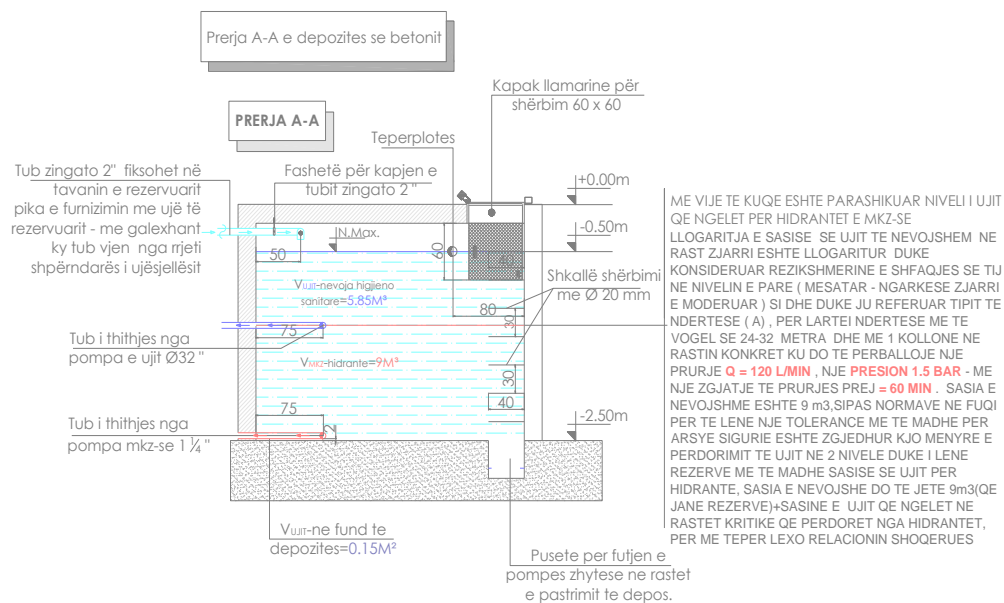 Prerja A-A e depozites se betonit
PRERJA A-A
Kapak llamarine për
shërbim 60 x 60
Teperplotes
Tub zingato 2" fiksohet në
tavanin e rezervuarit
pika e furnizimin me ujë të
rezervuarit - me galexhant
ky tub vjen nga rrjeti
shpërndarës i ujësjellësit
Fashetë për kapjen e
tubit zingato 2 "
+0.00m
N.Max.
-0.50m
50
60
40
Shkallë shërbimi
me Ø 20 mm
VUJIT-nevoja higjieno
sanitare=5.85M³
80
30
75
Tub i thithjes nga
pompa e ujit Ø32 "
VMKZ-hidrante=9M³
30
40
75
12
Tub i thithjes nga
pompa mkz-se 1 ¼ "
-2.50m
VUJIT-ne fund te
depozites=0.15M²
Pusete per futjen e
pompes zhytese ne rastet
e pastrimit te depos.
ME VIJE TE KUQE ESHTE PARASHIKUAR NIVELI I UJIT
QE NGELET PER HIDRANTET E MKZ-SE
LLOGARITJA E SASISE SE UJIT TE NEVOJSHEM NE
RAST ZJARRI ESHTE LLOGARITUR DUKE
KONSIDERUAR REZIKSHMERINE E SHFAQJES SE TIJ
NE NIVELIN E PARE ( MESATAR - NGARKESE ZJARRI
E MODERUAR ) SI DHE DUKE JU REFERUAR TIPIT TE
NDERTESE ( A) , PER LARTEI NDERTESE ME TE
VOGEL SE 24-32 METRA DHE ME 1 KOLLONE NE
RASTIN KONKRET KU DO TE PERBALLOJE NJE
PRURJE Q = 120 L/MIN , NJE PRESION 1.5 BAR - ME
NJE ZGJATJE TE PRURJES PREJ = 60 MIN . SASIA E
NEVOJSHME ESHTE 9 m3,SIPAS NORMAVE NE FUQI
PER TE LENE NJE TOLERANCE ME TE MADHE PER
ARSYE SIGURIE ESHTE ZGJEDHUR KJO MENYRE E
PERDORIMIT TE UJIT NE 2 NIVELE DUKE I LENE
REZERVE ME TE MADHE SASISE SE UJIT PER
HIDRANTE, SASIA E NEVOJSHE DO TE JETE 9m3(QE
JANE REZERVE)+SASINE E UJIT QE NGELET NE
RASTET KRITIKE QE PERDORET NGA HIDRANTET,
PER ME TEPER LEXO RELACIONIN SHOQERUES